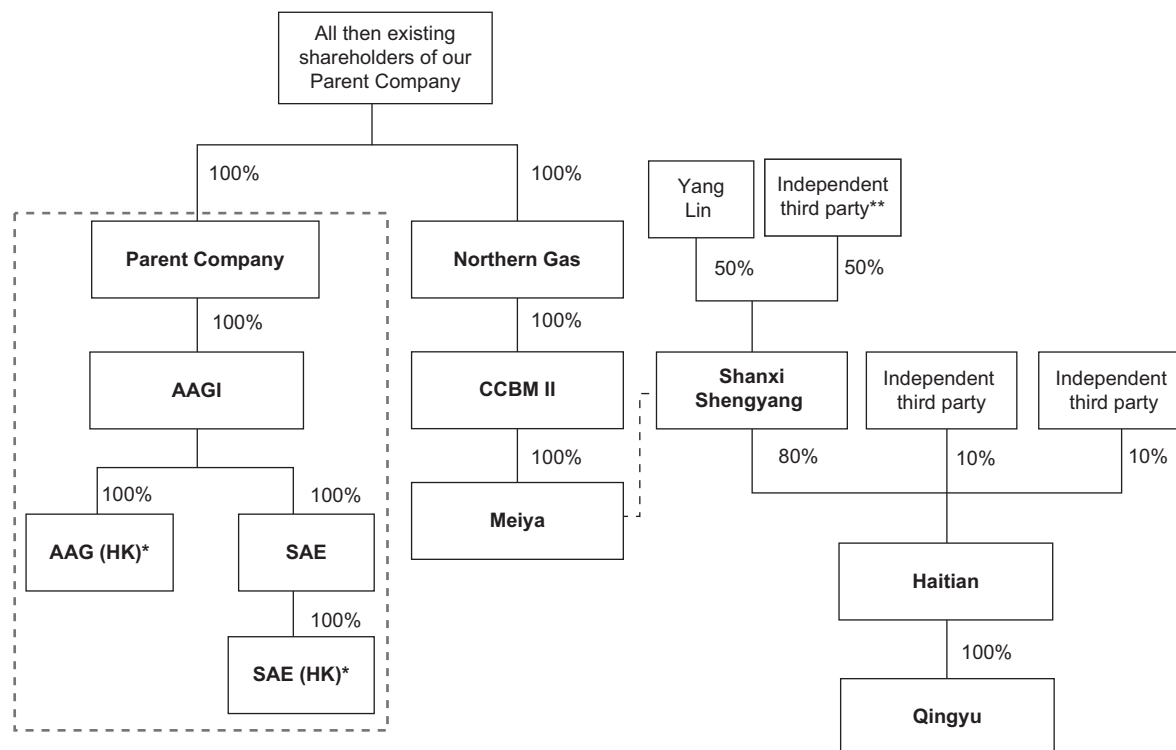 All then existing
shareholders of our
Parent Company
100%
100%
Yang
Lin
Independent
third party**
Parent Company
Northern Gas
50%
50%
100%
100%
AAGI
CCBM II
Shanxi
Shengyang
Independent
third party
Independent
third party
100%
100%
100%
80%
10%
10%
AAG (HK)*
SAE
Meiya
Haitian
100%
SAE (HK)*
100%
Qingyu